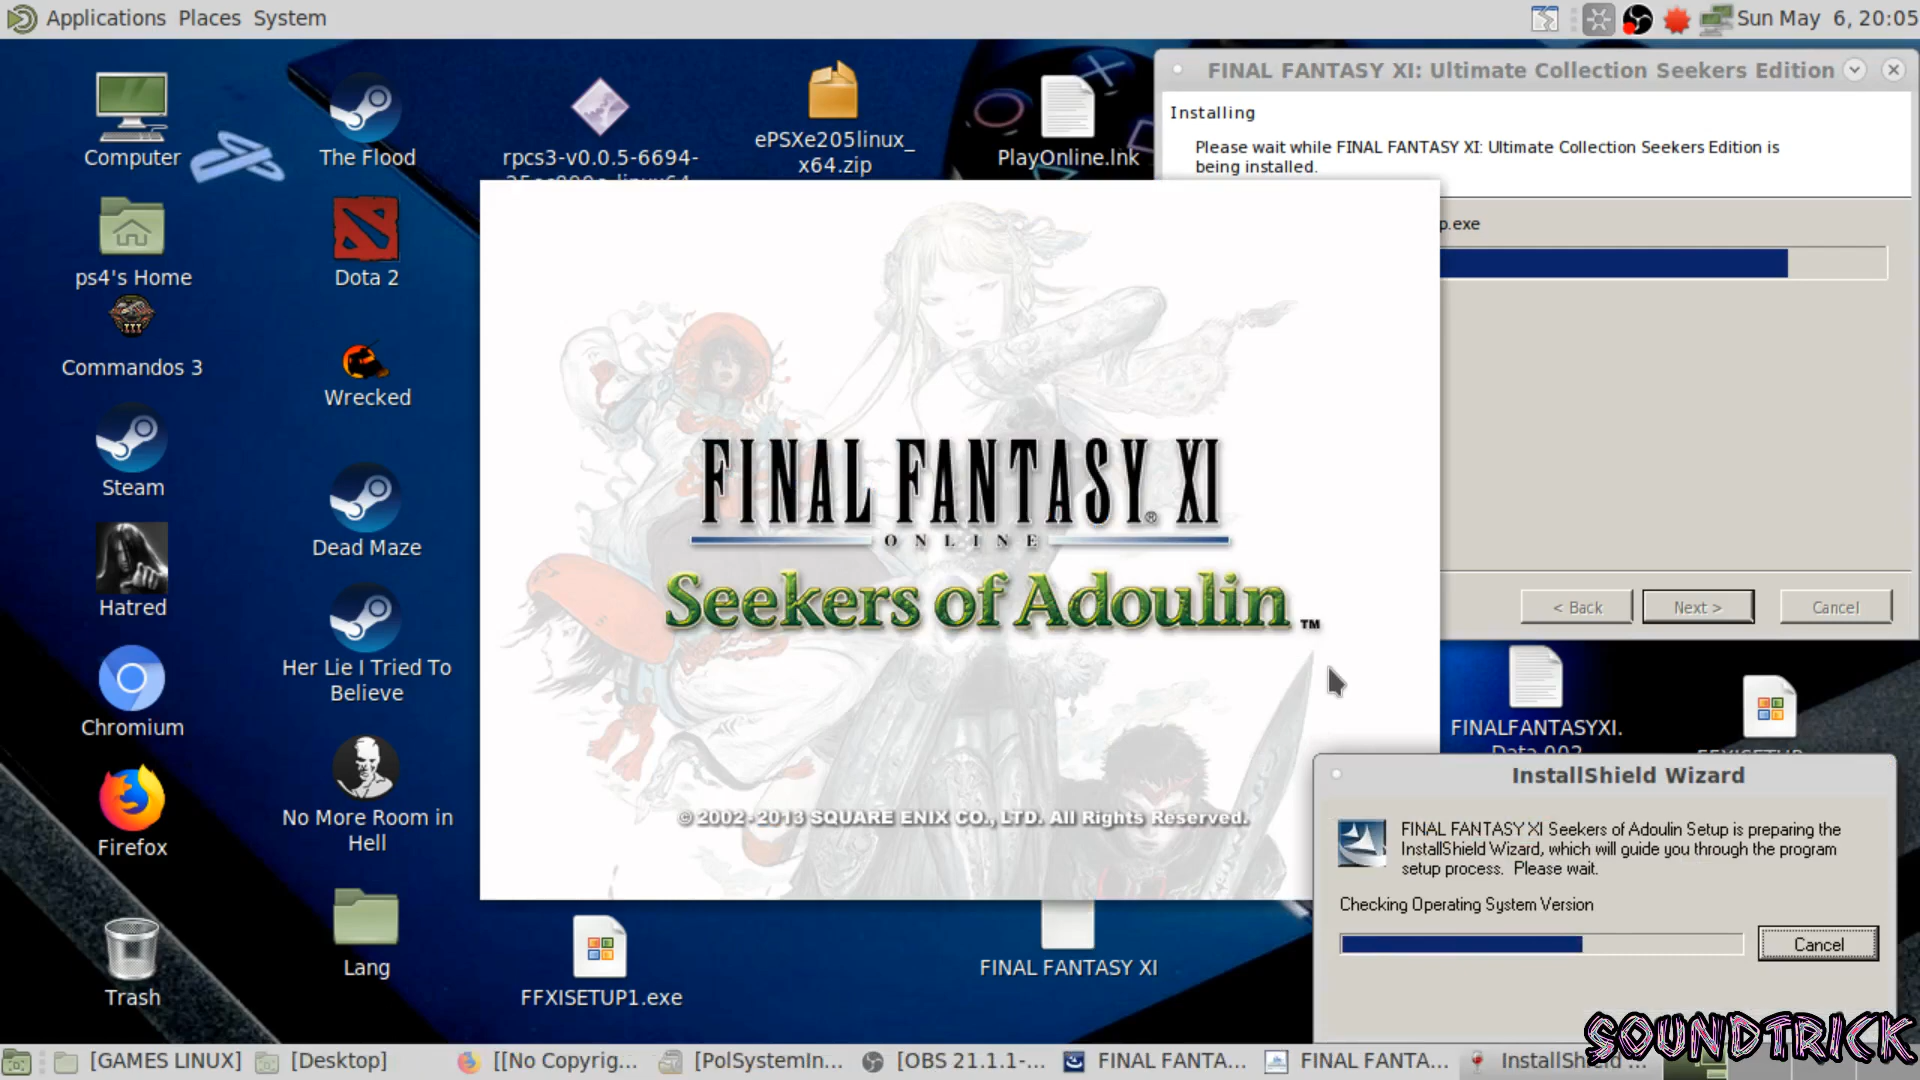 Applications Places System
Sun May 6, 20:05
Computer
The Flood
rpcs3-v0.0.5-6694-
ePSXe205linux_
x64.zip
PlayOnline.lnk
FINAL FANTASY XI: Ultimate Collection Seekers Edition
Installing
Please wait while FINAL FANTASY XI: Ultimate Collection Seekers Edition is
being installed.
p.exe
< Back
Next >
Cancel
ps4's Home
Dota 2
Commandos 3
Wrecked
Steam
Dead Maze
Hatred
Her Lie I Tried To
Believe
Chromium
No More Room in
Hell
Firefox
Lang
Trash
FINAL FANTASY® XI
ONLINE
Seekers of Adoulin™
© 2002-2013 SQUARE ENIX CO., LTD. All Rights Reserved.
FFXISETUP1.exe
FINAL FANTASY XI
FINALFANTASYXI.
InstallShield Wizard
FINAL FANTASY XI Seekers of Adoulin Setup is preparing the
InstallShield Wizard, which will guide you through the program
setup process. Please wait.
Checking Operating System Version
Cancel
SOUNDTRICK
[GAMES LINUX]
[Desktop]
[[No Copyrig...
[PolSystemIn...
[OBS 21.1.1-...
FINAL FANTA...
FINAL FANTA...